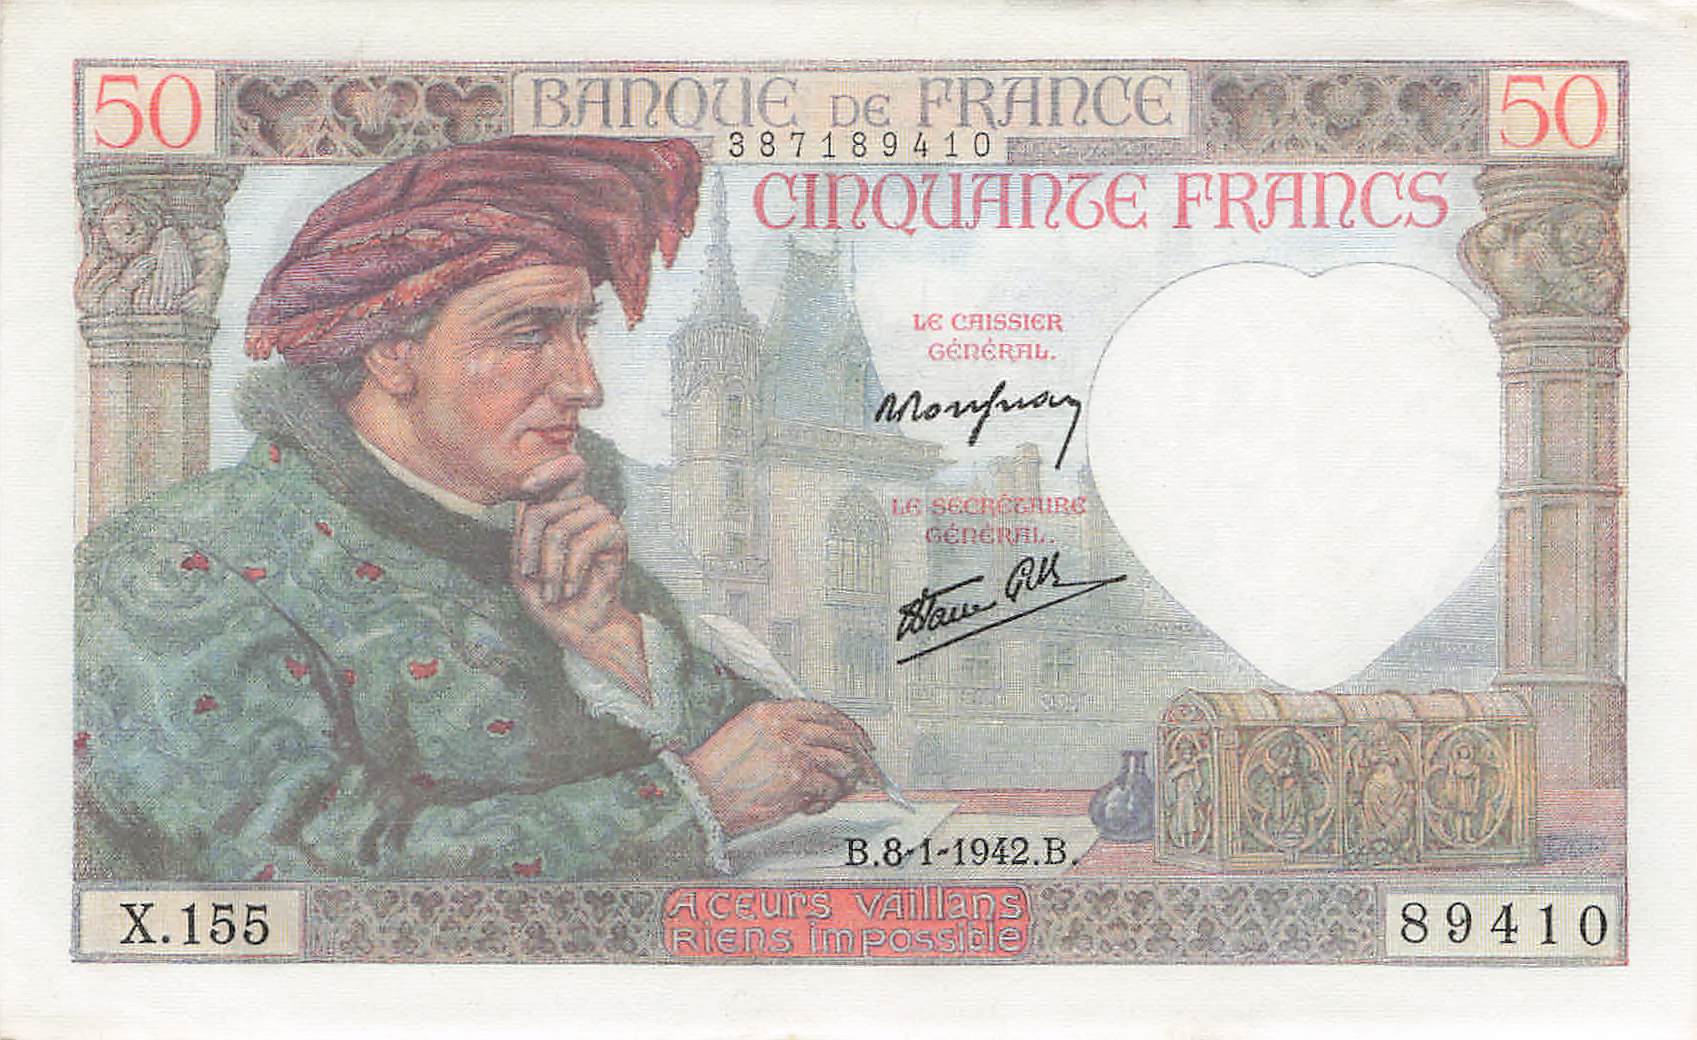 50 BANQUE DE FRANCE 50
387189410
CINQUANTE FRANCS
LE CAISSIER
GÉNÉRAL.
LE SECRÉTAIRE
GÉNÉRAL.
B.8-1-1942.B.
X.155
A CEURS VAILLANS
RIENS IMPOSSIBLE
89410